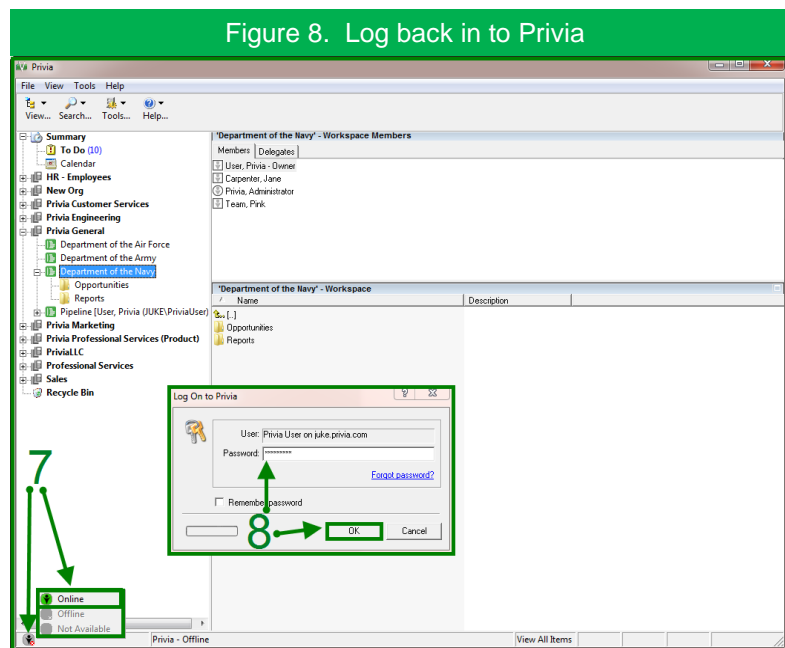 Figure 8.  Log back in to Privia
Privia
File View Tools Help
View... Search... Tools... Help...
Summary
To Do (10)
Calendar
HR - Employees
New Org
Privia Customer Services
Privia Engineering
Privia General
Department of the Air Force
Department of the Army
Department of the Navy
Opportunities
Reports
Pipeline [User, Privia (JUKE\PriviaUser)
Privia Marketing
Privia Professional Services (Product)
PriviaLLC
Professional Services
Sales
Recycle Bin
'Department of the Navy' - Workspace Members
Members Delegates
User, Privia - Owner
Carpenter, Jane
Privia, Administrator
Team, Pink
'Department of the Navy' - Workspace
Name Description
[..]
Opportunities
Reports
Log On to Privia
User: Privia User on juke.privia.com
Password: *********
Forgot password?
Remember password
OK Cancel
7
8
Online
Offline
Not Available
Privia - Offline View All Items